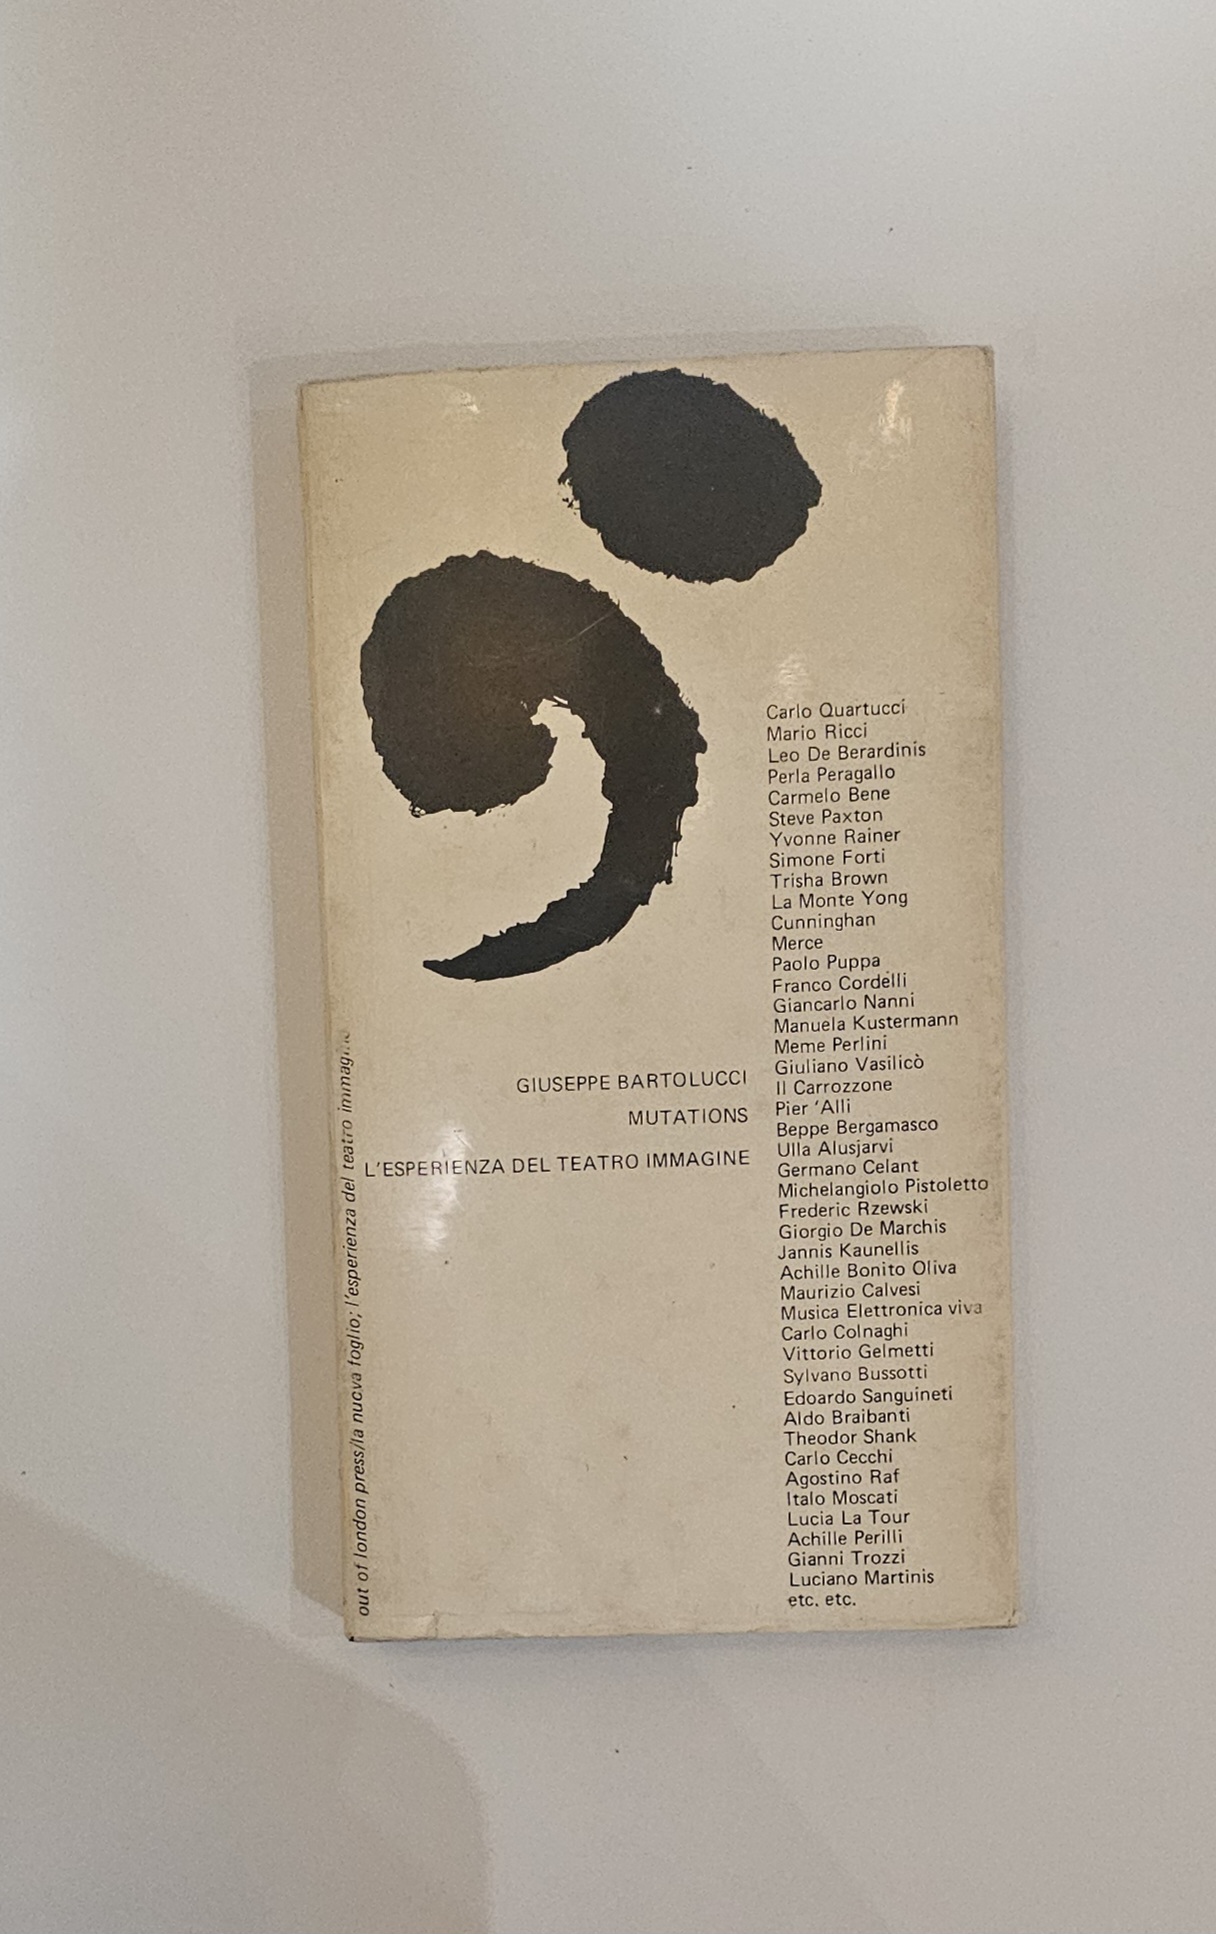 GIUSEPPE BARTOLUCCI
MUTATIONS
L'ESPERIENZA DEL TEATRO IMMAGINE
Carlo Quartucci
Mario Ricci
Leo De Berardinis
Perla Peragallo
Carmelo Bene
Steve Paxton
Yvonne Rainer
Simone Forti
Trisha Brown
La Monte Yong
Cunninghan
Merce
Paolo Puppa
Franco Cordelli
Giancarlo Nanni
Manuela Kustermann
Meme Perlini
Giuliano Vasilicò
Il Carrozzone
Pier 'Alli
Beppe Bergamasco
Ulla Alusjarvi
Germano Celant
Michelangiolo Pistoletto
Frederic Rzewski
Giorgio De Marchis
Jannis Kaunellis
Achille Bonito Oliva
Maurizio Calvesi
Musica Elettronica viva
Carlo Colnaghi
Vittorio Gelmetti
Sylvano Bussotti
Edoardo Sanguineti
Aldo Braibanti
Theodor Shank
Carlo Cecchi
Agostino Raf
Italo Moscati
Lucia La Tour
Achille Perilli
Gianni Trozzi
Luciano Martinis
etc. etc.
out of london press/la nuova foglio; l'esperienza del teatro immagine